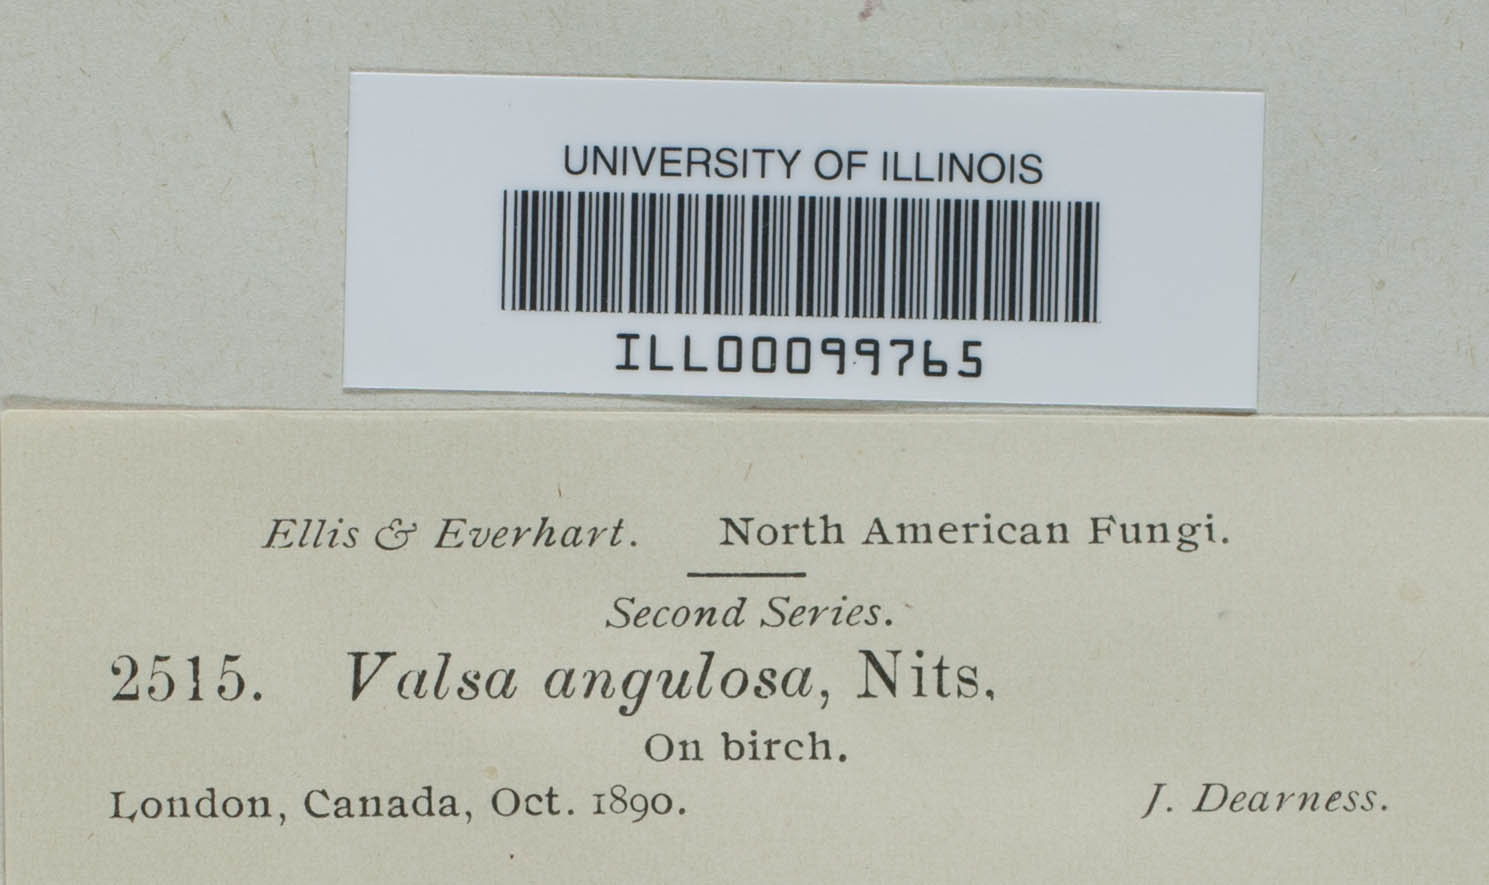 UNIVERSITY OF ILLINOIS
ILL00099765
Ellis & Everhart. North American Fungi.
Second Series.
2515. Valsa angulosa, Nits.
On birch.
London, Canada, Oct. 1890. J. Dearness.